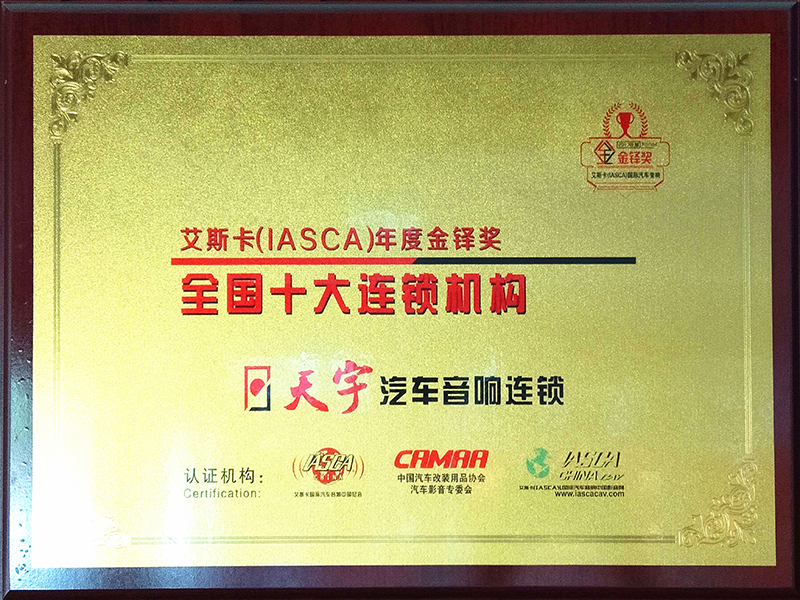 金铎奖
艾斯卡(IASCA)国际汽车音响
艾斯卡(IASCA)年度金铎奖
全国十大连锁机构
天宇 汽车音响连锁
认证机构:
Certification:
IASCA
CHINA
CAMRA
中国汽车改装用品协会
汽车影音专委会
IASCA
CHINA
www.iascacav.com